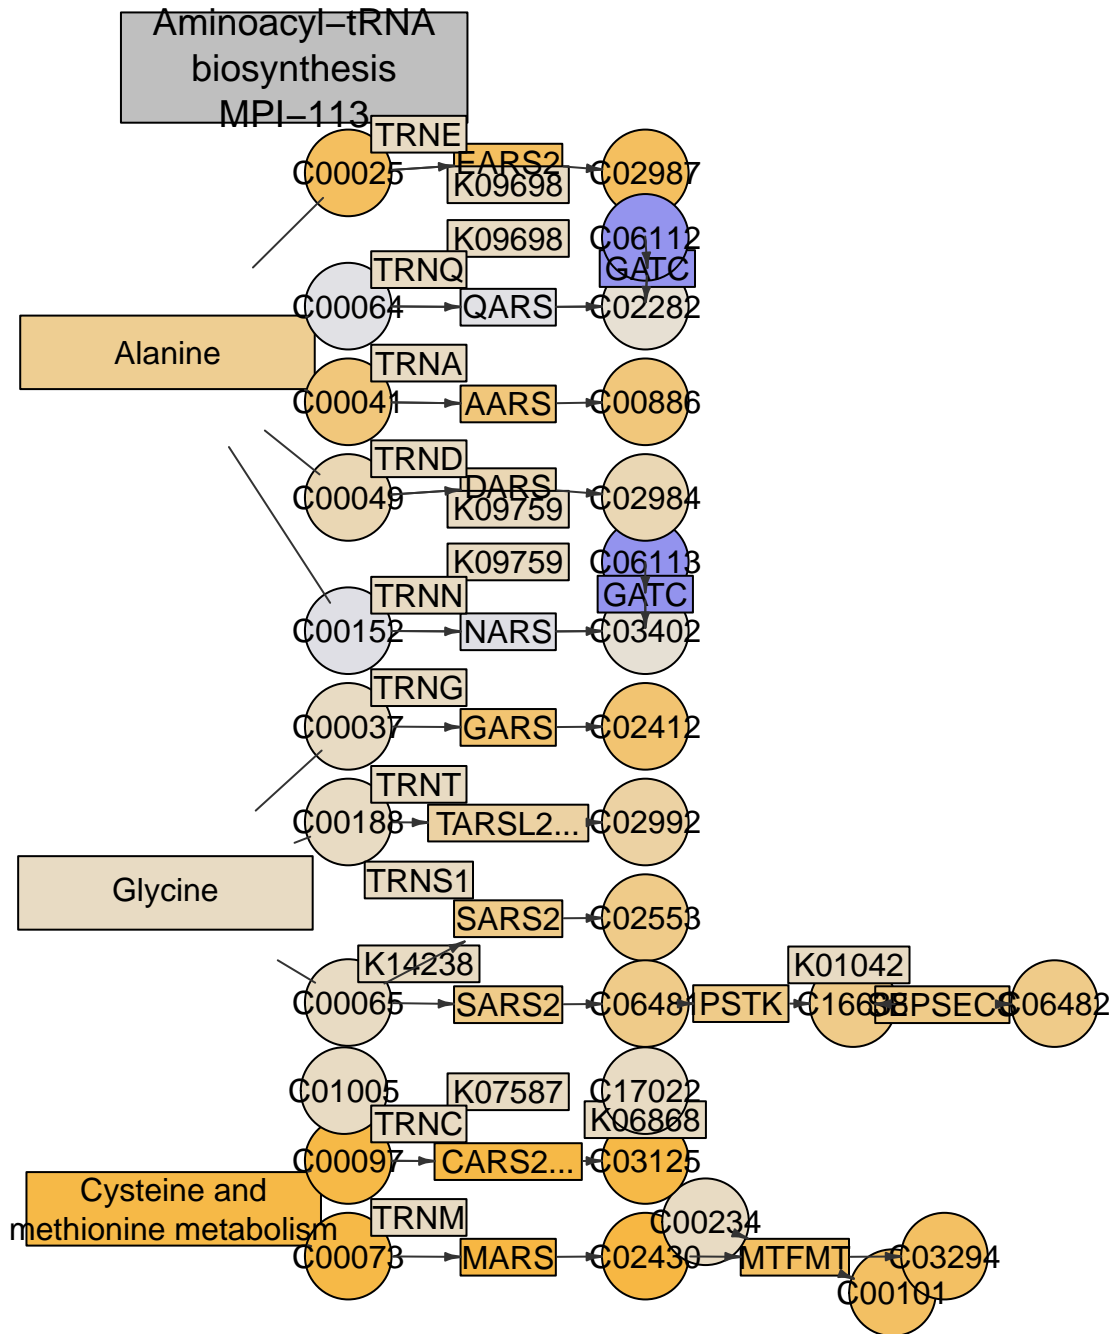 Aminoacyl−tRNA
biosynthesis
MPI−113
TRNE
C00025
EARS2
C02987
K09698
K09698
C06112
TRNQ
GATC
C00064
QARS
C02282
Alanine
TRNA
C00041
AARS
C00886
TRND
C00049
DARS
C02984
K09759
K09759
C06113
TRNN
GATC
C00152
NARS
C03402
TRNG
C00037
GARS
C02412
TRNT
C00188
TARSL2...
C02992
Glycine
TRNS1
SARS2
C02553
K14238
K01042
C00065
SARS2
C06481
PSTK
SEPSECS
C06482
C01005
K07587
C17022
K06868
TRNC
C00097
CARS2...
C03125
Cysteine and
methionine metabolism
TRNM
C00234
C00073
MARS
C02430
MTFMT
C03294
C00101